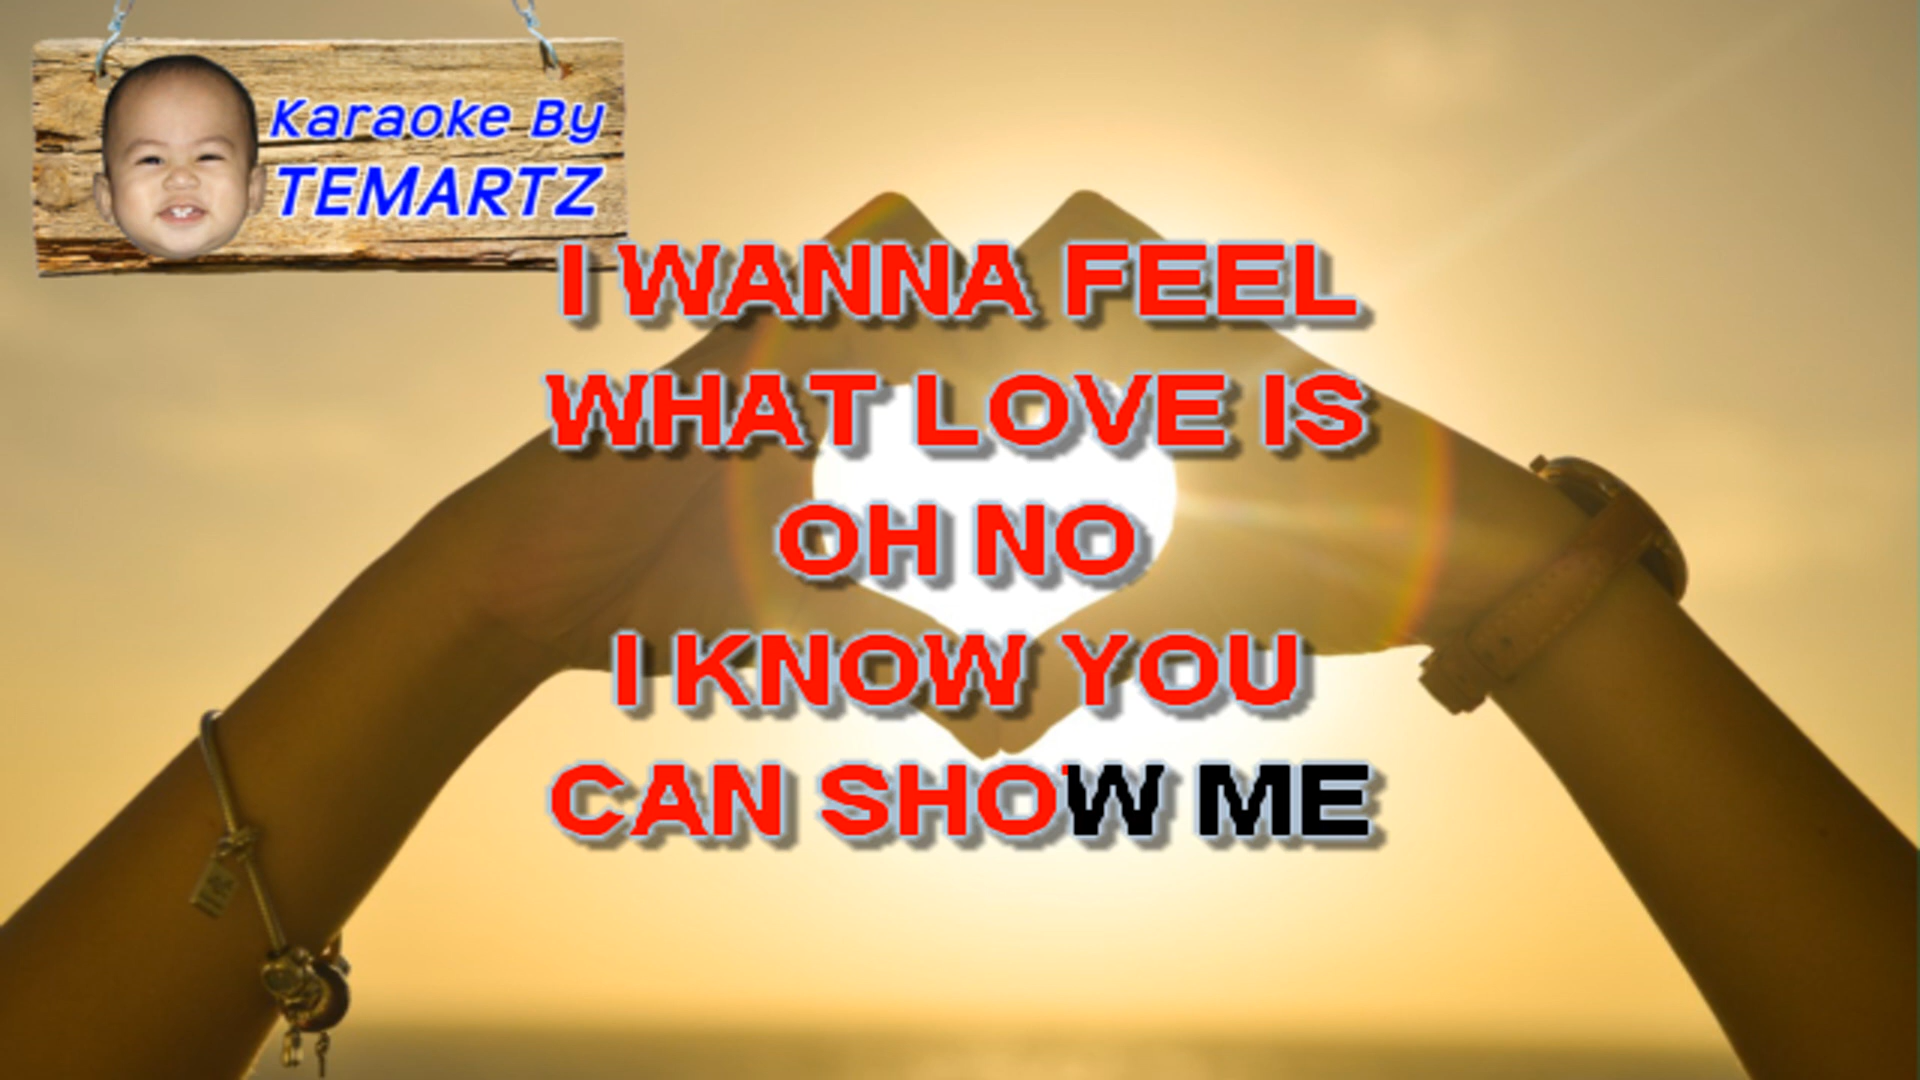 Karaoke By
TEMARTZ
I WANNA FEEL
WHAT LOVE IS
OH NO
I KNOW YOU
CAN SHOW ME